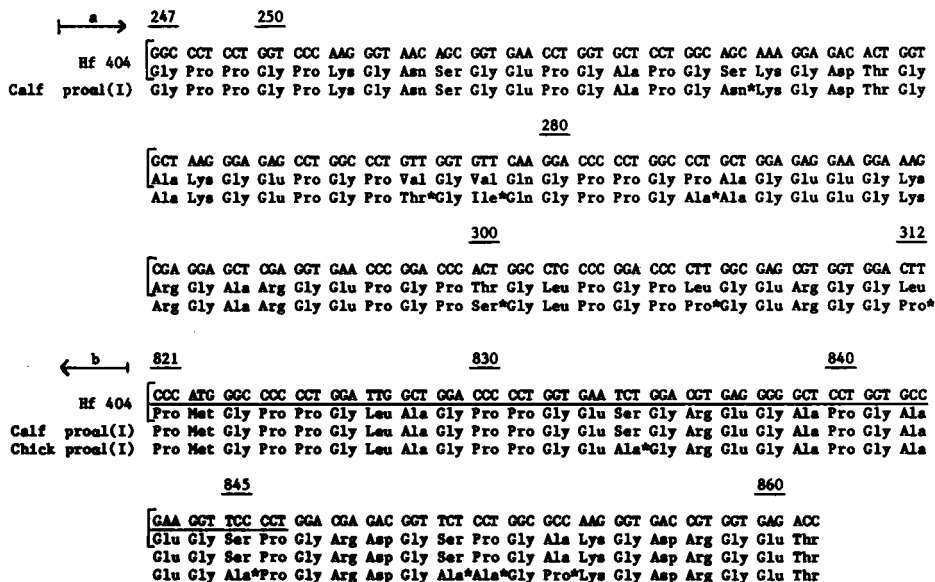 a 247 250
Hf 404 GGC CCT CCT GGT CCC AAG GGT AAC AGC GGT GAA CCT GGT GCT CCT GGC AGC AAA GGA GAC ACT GGT
Gly Pro Pro Gly Pro Lys Gly Asn Ser Gly Glu Pro Gly Ala Pro Gly Ser Lys Gly Asp Thr Gly
Calf proα1(I) Gly Pro Pro Gly Pro Lys Gly Asn Ser Gly Glu Pro Gly Ala Pro Gly Asn*Lys Gly Asp Thr Gly
280
GCT AAG GGA GAG CCT GGC CCT GTT GGT GTT CAA GGA CCC CCT GGC CCT GCT GGA GAG GAA GGA AAG
Ala Lys Gly Glu Pro Gly Pro Val Gly Val Gln Gly Pro Pro Gly Pro Ala Gly Glu Glu Gly Lys
Ala Lys Gly Glu Pro Gly Pro Thr*Gly Ile*Gln Gly Pro Pro Gly Ala*Ala Gly Glu Glu Gly Lys
300 312
CGA GGA GCT CGA GGT GAA CCC GGA CCC ACT GGC CTG CCC GGA CCC CTT GGC GAG CGT GGT GGA CTT
Arg Gly Ala Arg Gly Glu Pro Gly Pro Thr Gly Leu Pro Gly Pro Leu Gly Glu Arg Gly Gly Leu
Arg Gly Ala Arg Gly Glu Pro Gly Pro Ser*Gly Leu Pro Gly Pro Pro*Gly Glu Arg Gly Gly Pro*
b 821 830 840
Hf 404 CCC ATG GGC CCC CCT GGA TTG GCT GGA CCC CCT GGT GAA TCT GGA CGT GAG GGG GCT CCT GGT GCC
Pro Met Gly Pro Pro Gly Leu Ala Gly Pro Pro Gly Glu Ser Gly Arg Glu Gly Ala Pro Gly Ala
Calf proα1(I) Pro Met Gly Pro Pro Gly Leu Ala Gly Pro Pro Gly Glu Ser Gly Arg Glu Gly Ala Pro Gly Ala
Chick proα1(I) Pro Met Gly Pro Pro Gly Leu Ala Gly Pro Pro Gly Glu Ala*Gly Arg Glu Gly Ala Pro Gly Ala
845 860
GAA GGT TCC CCT GGA CGA GAC GGT TCT CCT GGC GCC AAG GGT GAC CGT GGT GAG ACC
Glu Gly Ser Pro Gly Arg Asp Gly Ser Pro Gly Ala Lys Gly Asp Arg Gly Glu Thr
Glu Gly Ser Pro Gly Arg Asp Gly Ser Pro Gly Ala Lys Gly Asp Arg Gly Glu Thr
Glu Gly Ala*Pro Gly Arg Asp Gly Ala*Ala*Gly Pro*Lys Gly Asp Arg Gly Glu Thr